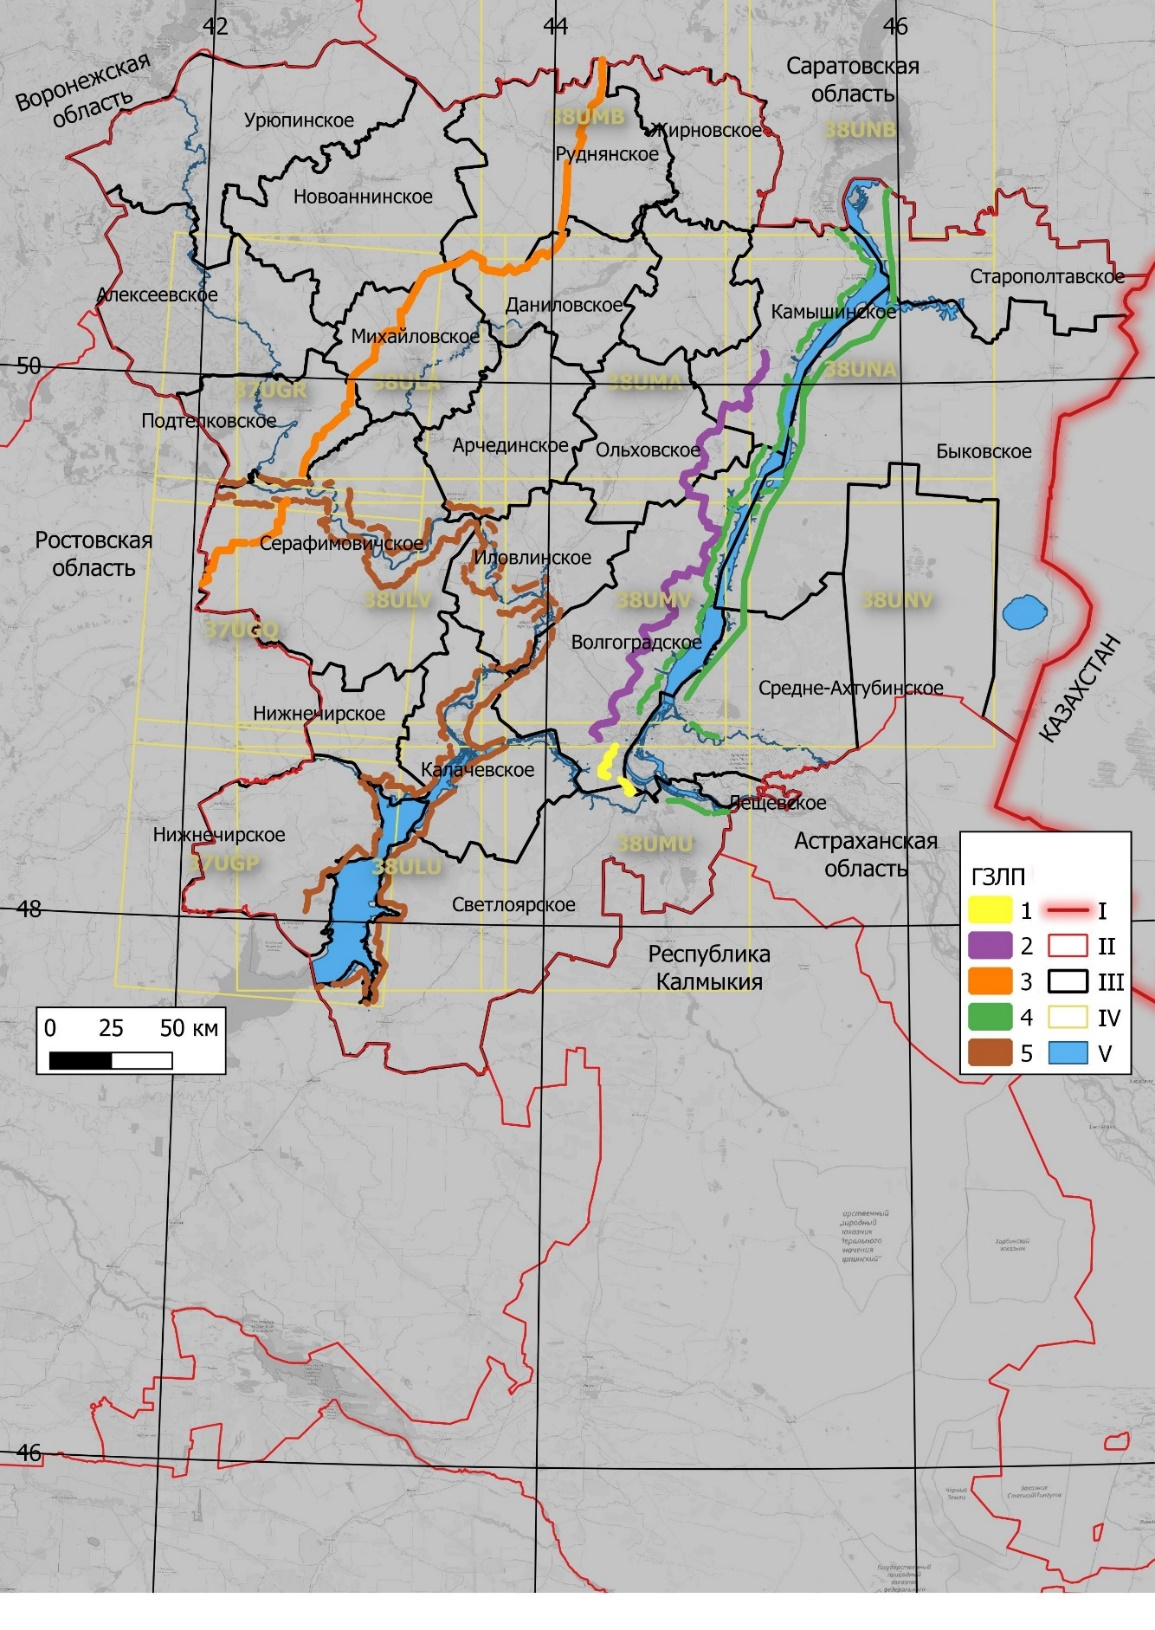 42
44
46
Воронежская
область
Саратовская
область
Урюпинское
38UMB
Жирновское
38UNB
Руднянское
Новоаннинское
Старополтавское
Алексеевское
Даниловское
Камышинское
Михайловское
50
38UNA
37UGR
38ULA
38UMA
Подтелковское
Арчединское
Ольховское
Быковское
Ростовская
область
Серафимовичское
Иловлинское
38ULV
38UMV
38UNV
37UGQ
Волгоградское
КАЗАХСТАН
Средне-Ахтубинское
Нижнечирское
Калачевское
Лещевское
Нижнечирское
38UMU
Астраханская
область
37UGP
38ULU
48
Светлоярское
Республика
Калмыкия
ГЗЛП
1 I
2 II
3 III
4 IV
5 V
0 25 50 км
46